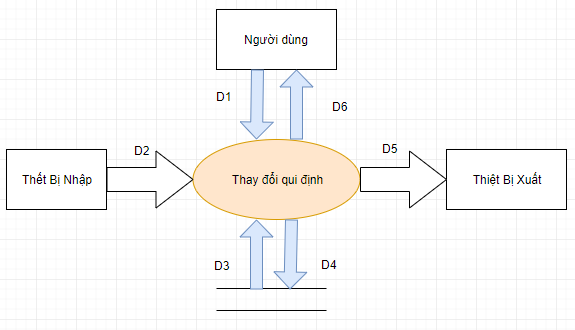 Người dùng
D1
D6
D2
D5
Thết Bị Nhập
Thay đổi qui định
Thiệt Bị Xuất
D3
D4